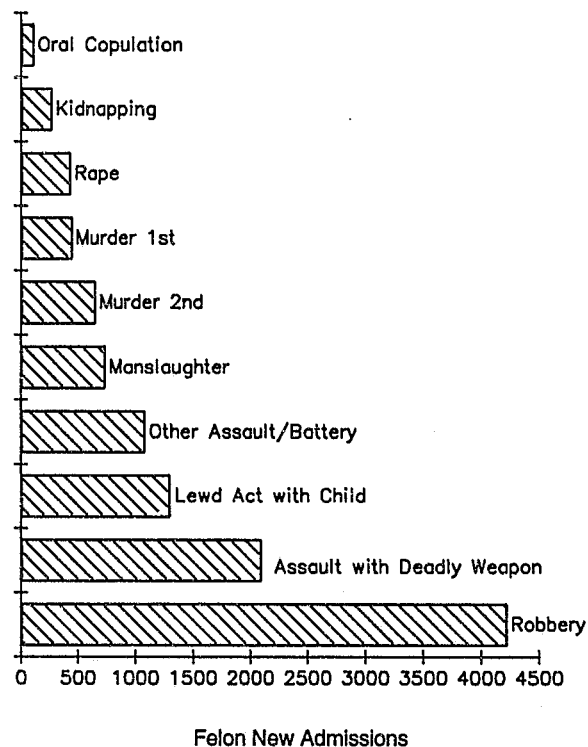 Oral Copulation
Kidnapping
Rape
Murder 1st
Murder 2nd
Manslaughter
Other Assault/Battery
Lewd Act with Child
Assault with Deadly Weapon
Robbery
0 500 1000 1500 2000 2500 3000 3500 4000 4500
Felon New Admissions